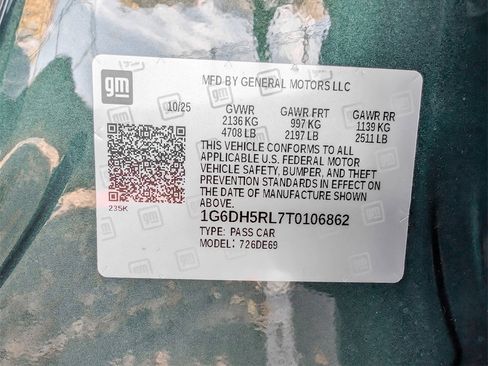 gm
MFD BY GENERAL MOTORS LLC
10/25 GVWR GAWR FRT GAWR RR
2136 KG 997 KG 1139 KG
4708 LB 2197 LB 2511 LB
THIS VEHICLE CONFORMS TO ALL
APPLICABLE U.S. FEDERAL MOTOR
VEHICLE SAFETY, BUMPER, AND THEFT
PREVENTION STANDARDS IN EFFECT ON
THE DATE OF MANUFACTURE SHOWN
ABOVE.
235K
1G6DH5RL7T0106862
TYPE: PASS CAR
MODEL: 726DE69